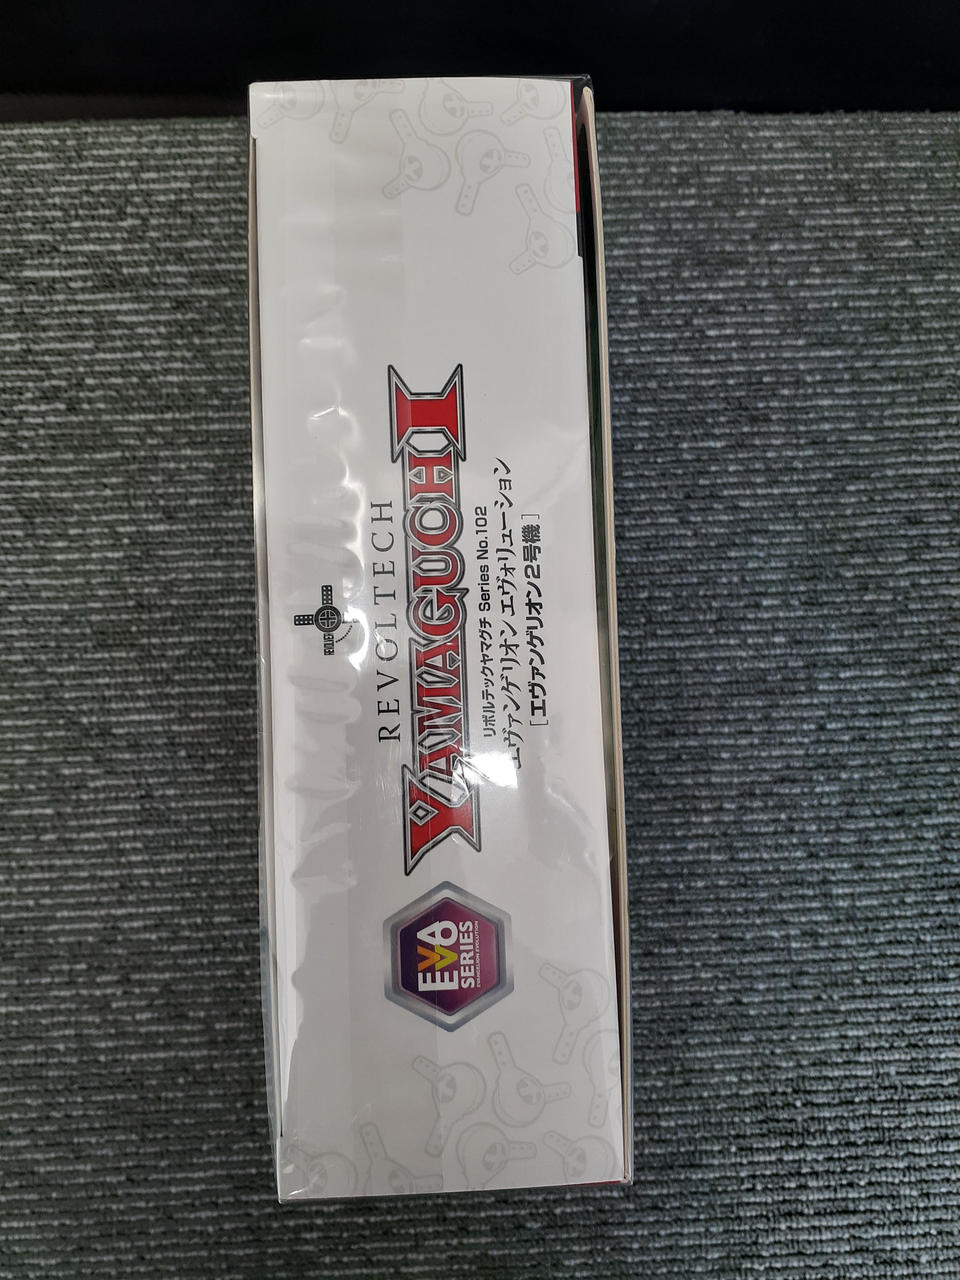 REVOLTECH
YAMAGUCHI
リボルテックヤマグチ Series No.102
エヴァンゲリオン エヴォリューション
[エヴァンゲリオン2号機]
EVA
EVO
SERIES
EVANGELION EVOLUTION